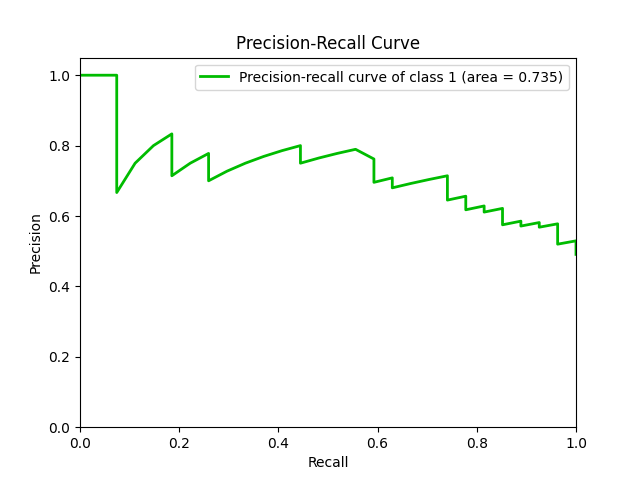 Precision-Recall Curve
Precision-recall curve of class 1 (area = 0.735)
1.0
0.8
0.6
0.4
0.2
0.0
Precision
0.0 0.2 0.4 0.6 0.8 1.0
Recall